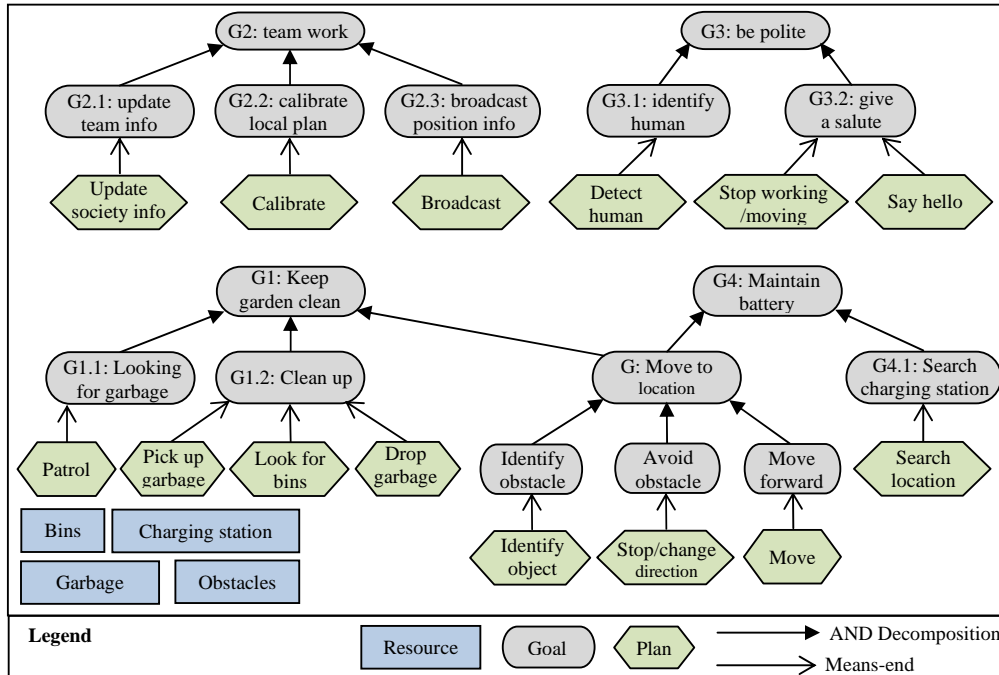 G2: team work
G3: be polite
G2.1: update
team info
G2.2: calibrate
local plan
G2.3: broadcast
position info
G3.1: identify
human
G3.2: give
a salute
Update
society info
Calibrate
Broadcast
Detect
human
Stop working
/moving
Say hello
G1: Keep
garden clean
G4: Maintain
battery
G1.1: Looking
for garbage
G1.2: Clean up
G: Move to
location
G4.1: Search
charging station
Patrol
Pick up
garbage
Look for
bins
Drop
garbage
Identify
obstacle
Avoid
obstacle
Move
forward
Search
location
Identify
object
Stop/change
direction
Move
Bins
Charging station
Garbage
Obstacles
Legend
Resource
Goal
Plan
AND Decomposition
Means-end